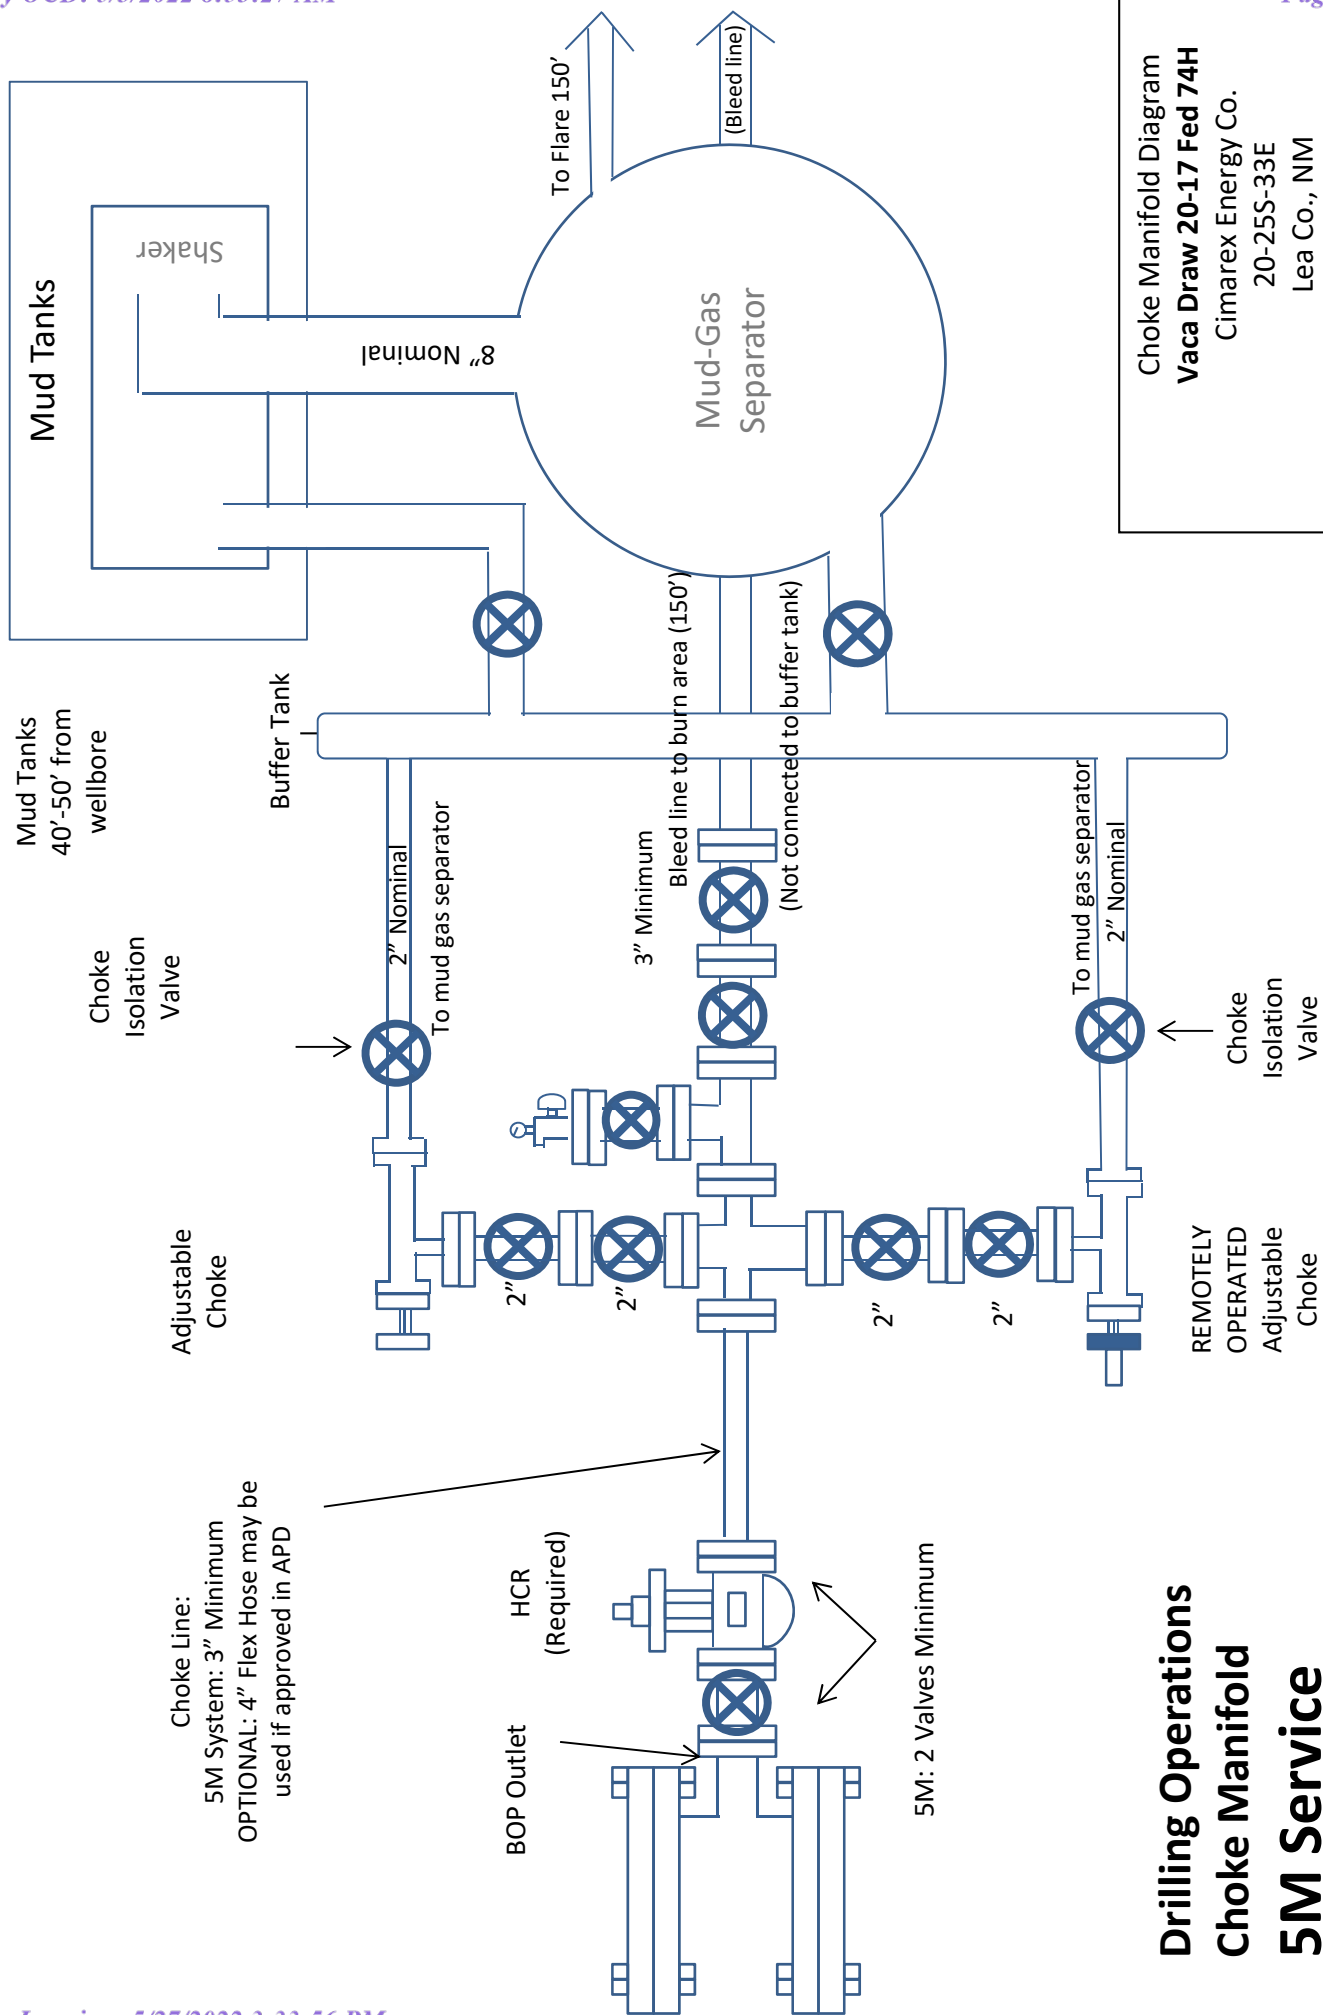 Mud Tanks
Shaker
8” Nominal
To Flare 150’
(Bleed line)
Mud-Gas
Separator
Mud Tanks
40’-50’ from
wellbore
Buffer Tank
Choke
Isolation
Valve
2” Nominal
To mud gas separator
3” Minimum
Bleed line to burn area (150’)
(Not connected to buffer tank)
To mud gas separator
2” Nominal
Choke
Isolation
Valve
Adjustable
Choke
2”
2”
2”
2”
REMOTELY
OPERATED
Adjustable
Choke
Choke Line:
5M System: 3” Minimum
OPTIONAL: 4” Flex Hose may be
used if approved in APD
HCR
(Required)
BOP Outlet
5M: 2 Valves Minimum
Drilling Operations
Choke Manifold
5M Service
Choke Manifold Diagram
Vaca Draw 20-17 Fed 74H
Cimarex Energy Co.
20-25S-33E
Lea Co., NM